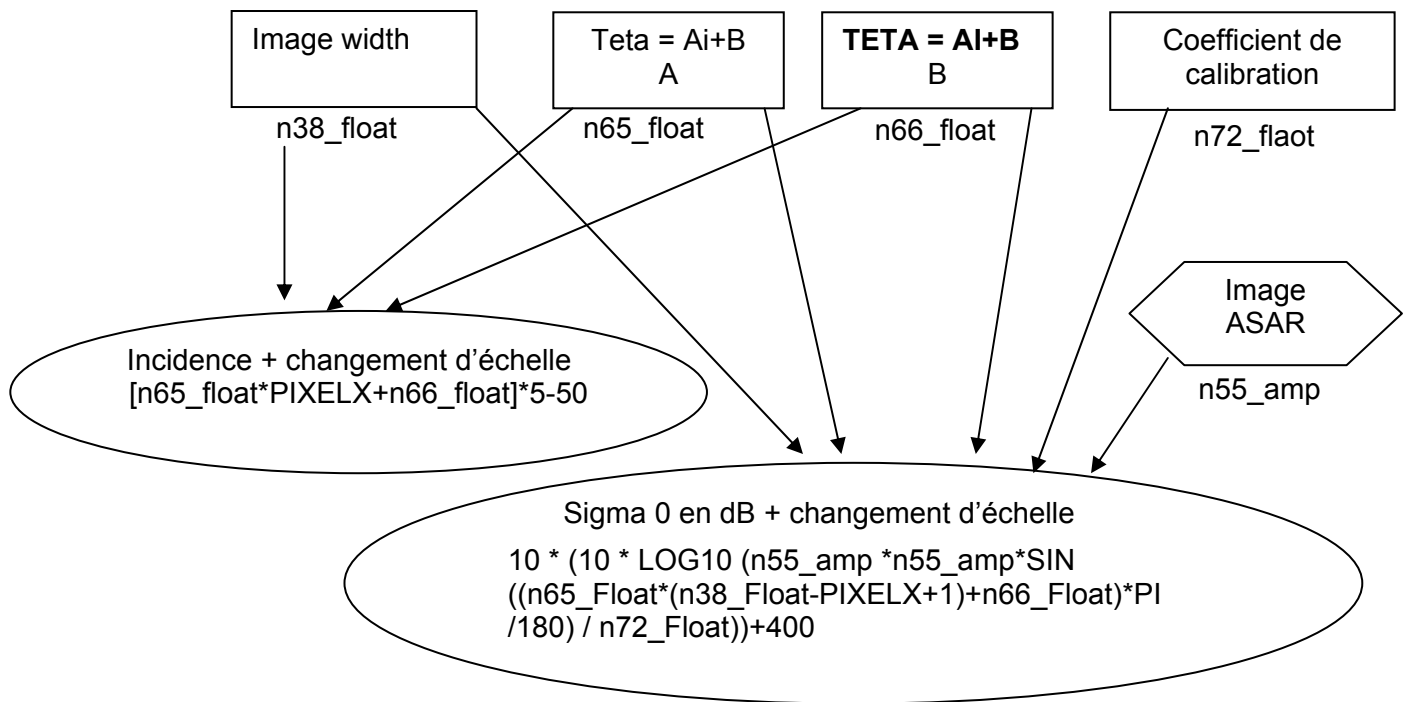 Image width
Teta = Ai+B
A
TETA = AI+B
B
Coefficient de
calibration
n38_float
n65_float
n66_float
n72_flaot
Image
ASAR
n55_amp
Incidence + changement d’échelle
[n65_float*PIXELX+n66_float]*5-50
Sigma 0 en dB + changement d’échelle
10 * (10 * LOG10 (n55_amp *n55_amp*SIN
((n65_Float*(n38_Float-PIXELX+1)+n66_Float)*PI
/180) / n72_Float))+400